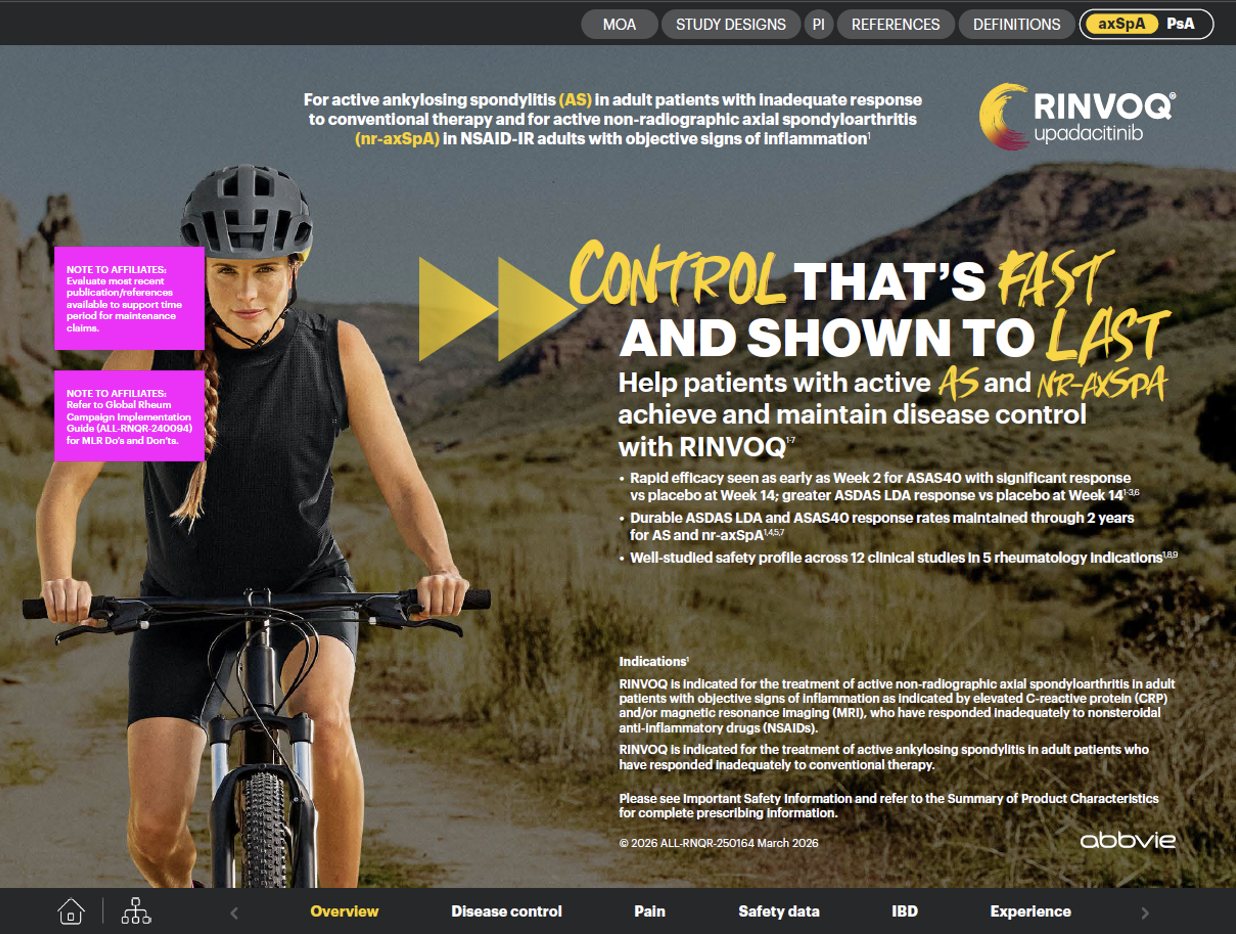 MOA STUDY DESIGNS PI REFERENCES DEFINITIONS axSpA PsA
For active ankylosing spondylitis (AS) in adult patients with inadequate response
to conventional therapy and for active non-radiographic axial spondyloarthritis
(nr-axSpA) in NSAID-IR adults with objective signs of inflammation¹
RINVOQ®
upadacitinib
NOTE TO AFFILIATES:
Evaluate most recent
publication/references
available to support time
period for maintenance
claims.
NOTE TO AFFILIATES:
Refer to Global Rheum
Campaign Implementation
Guide (ALL-RNQR-240094)
for MLR Do's and Don'ts.
CONTROL THAT'S FAST
AND SHOWN TO LAST
Help patients with active AS and NR-AXSPA
achieve and maintain disease control
with RINVOQ¹⁻⁷
• Rapid efficacy seen as early as Week 2 for ASAS40 with significant response
vs placebo at Week 14; greater ASDAS LDA response vs placebo at Week 14¹⁻³,⁶
• Durable ASDAS LDA and ASAS40 response rates maintained through 2 years
for AS and nr-axSpA¹,⁴,⁵,⁷
• Well-studied safety profile across 12 clinical studies in 5 rheumatology indications¹,⁸,⁹
Indications¹
RINVOQ is indicated for the treatment of active non-radiographic axial spondyloarthritis in adult
patients with objective signs of inflammation as indicated by elevated C-reactive protein (CRP)
and/or magnetic resonance imaging (MRI), who have responded inadequately to nonsteroidal
anti-inflammatory drugs (NSAIDs).
RINVOQ is indicated for the treatment of active ankylosing spondylitis in adult patients who
have responded inadequately to conventional therapy.
Please see Important Safety Information and refer to the Summary of Product Characteristics
for complete prescribing information.
© 2026 ALL-RNQR-250164 March 2026
abbvie
Overview Disease control Pain Safety data IBD Experience